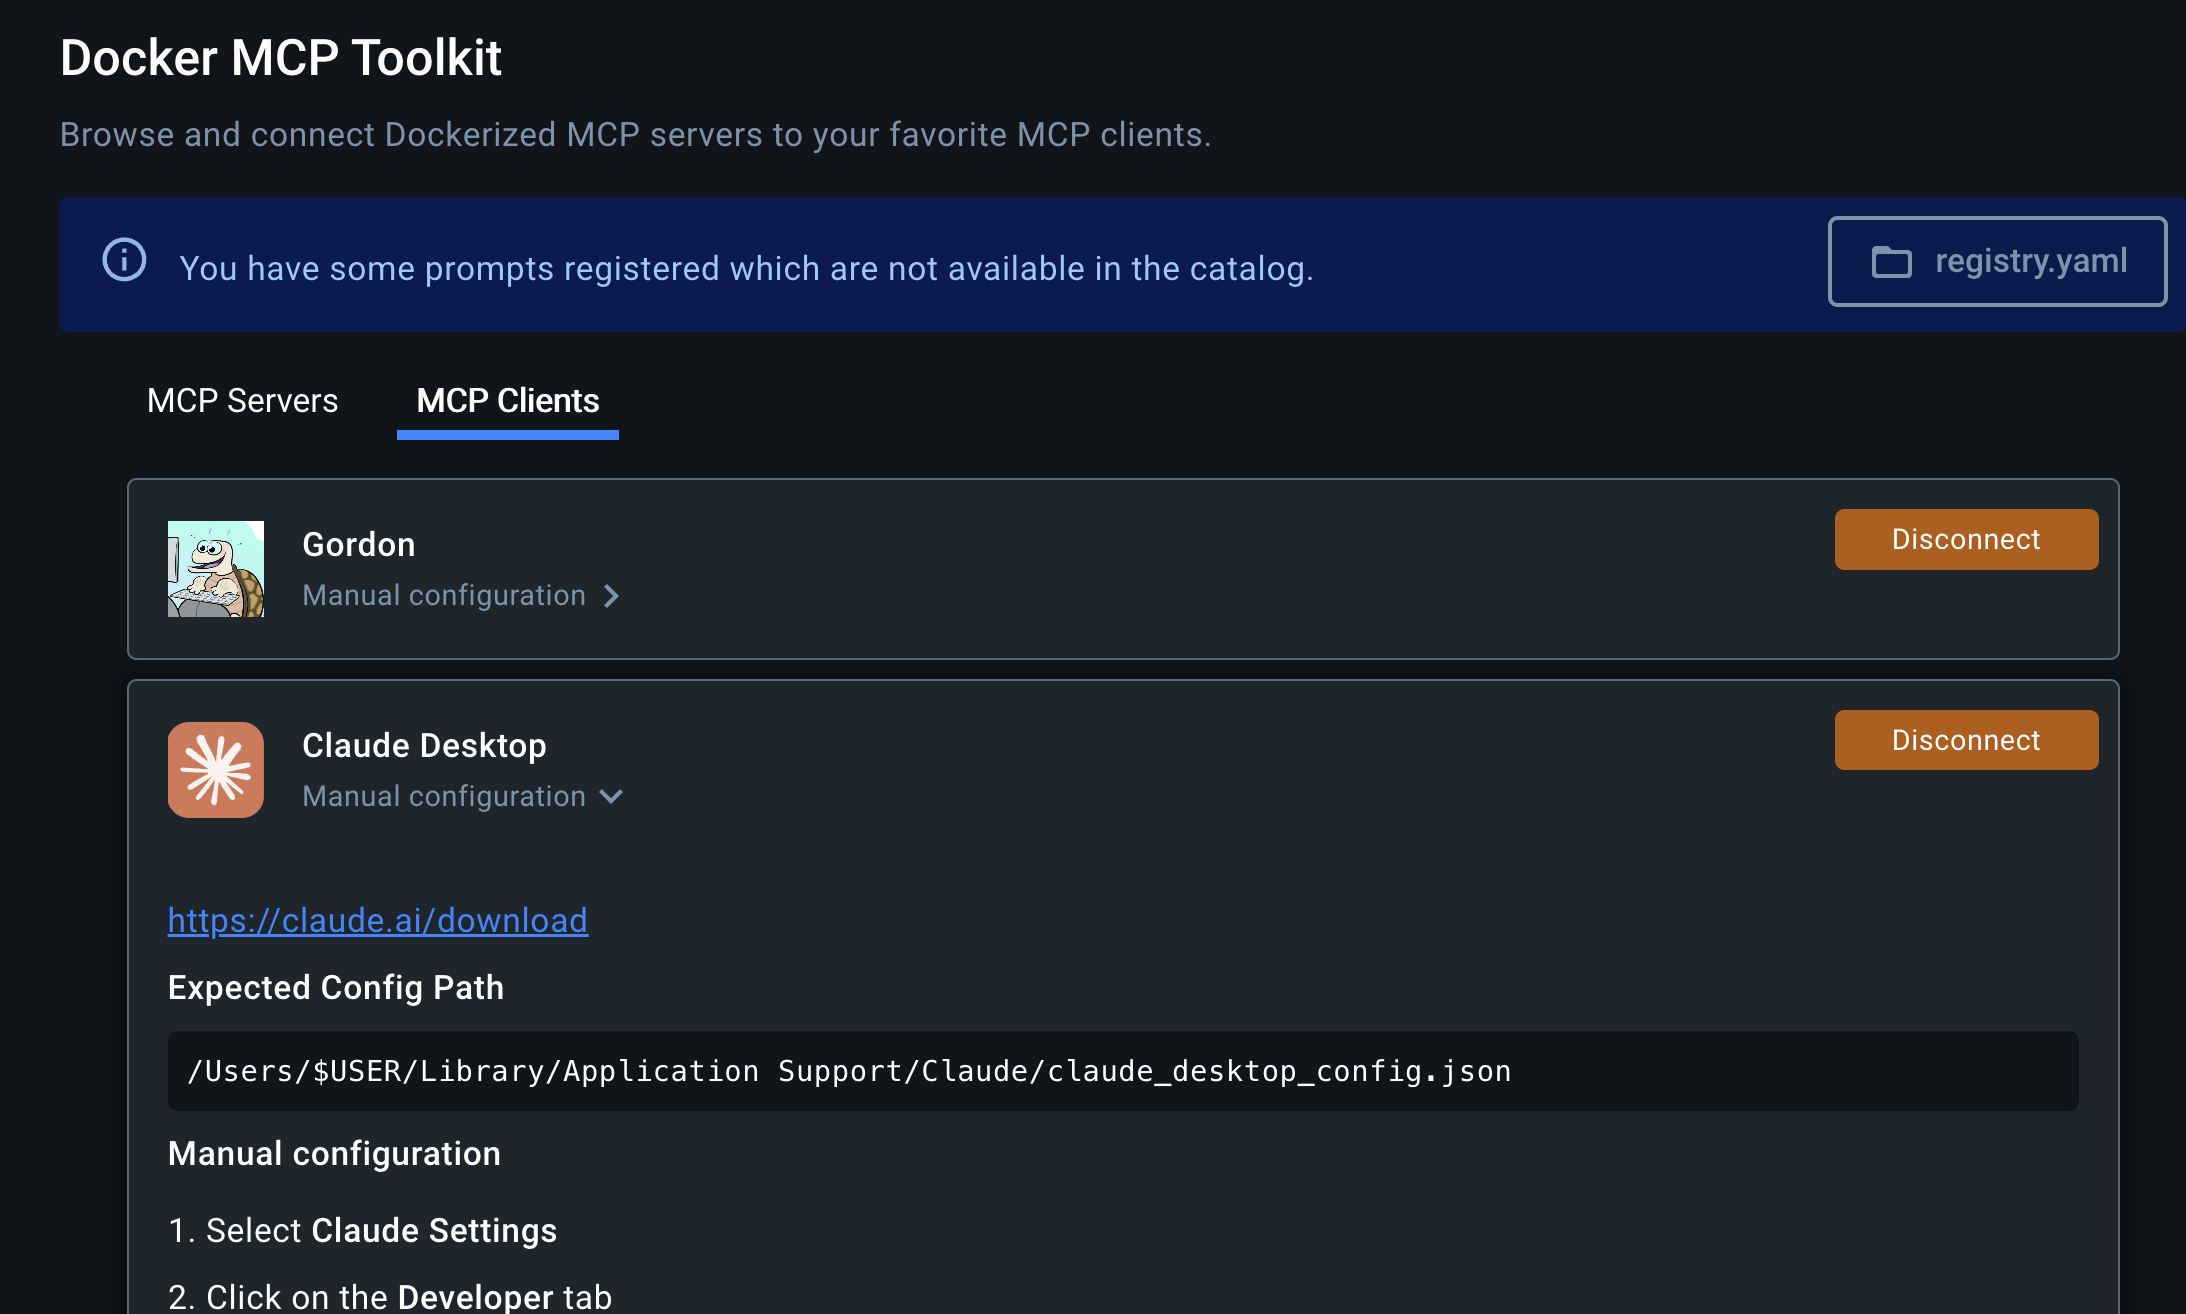 Docker MCP Toolkit
Browse and connect Dockerized MCP servers to your favorite MCP clients.
You have some prompts registered which are not available in the catalog.
registry.yaml
MCP Servers
MCP Clients
Gordon
Manual configuration
Disconnect
Claude Desktop
Manual configuration
Disconnect
https://claude.ai/download
Expected Config Path
/Users/$USER/Library/Application Support/Claude/claude_desktop_config.json
Manual configuration
1. Select Claude Settings
2. Click on the Developer tab